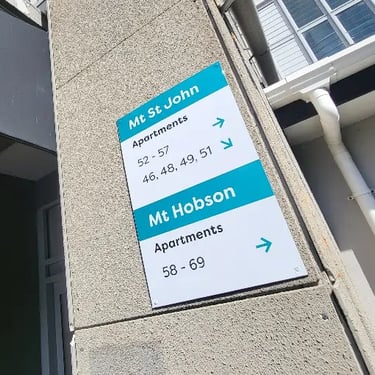 Mt St John
Apartments
52 - 57 →
46, 48, 49, 51 ↘
Mt Hobson
Apartments →
58 - 69